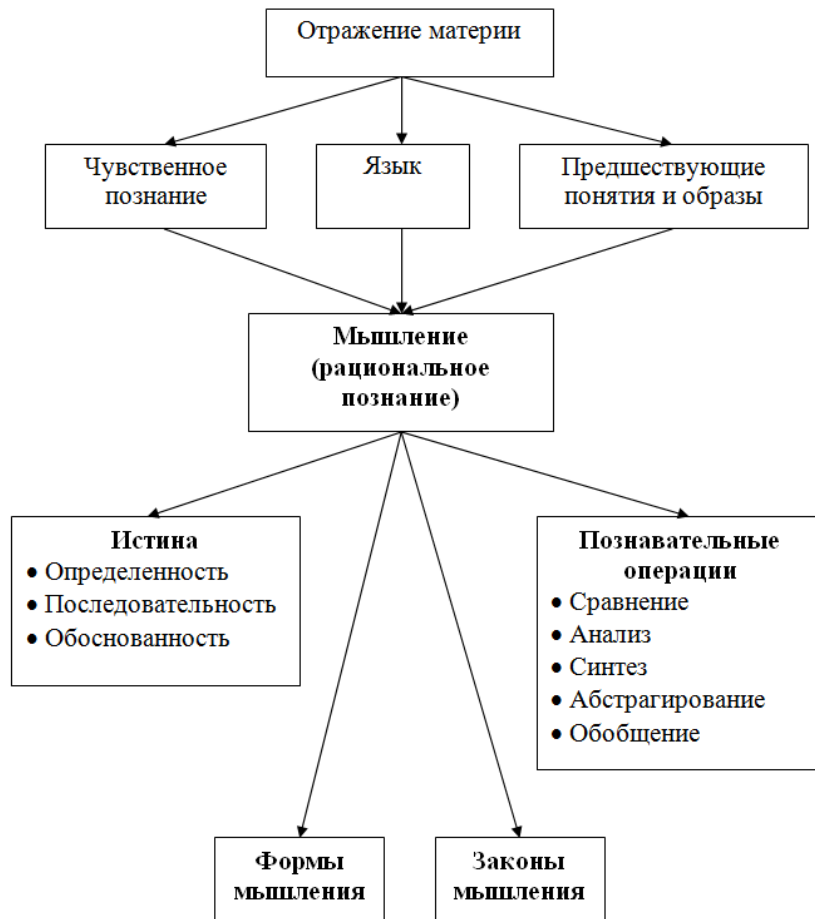 Отражение материи
Чувственное
познание
Язык
Предшествующие
понятия и образы
Мышление
(рациональное
познание)
Истина
• Определенность
• Последовательность
• Обоснованность
Познавательные
операции
• Сравнение
• Анализ
• Синтез
• Абстрагирование
• Обобщение
Формы
мышления
Законы
мышления